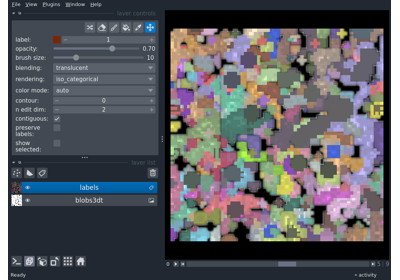 File View Plugins Window Help
layer controls
label: 1
opacity: 0.70
brush size: 10
blending: translucent
rendering: iso_categorical
color mode: auto
contour: 0
n edit dim: 2
contiguous:
preserve
labels:
show
selected:
layer list
labels
blobs3dt
Ready
activity